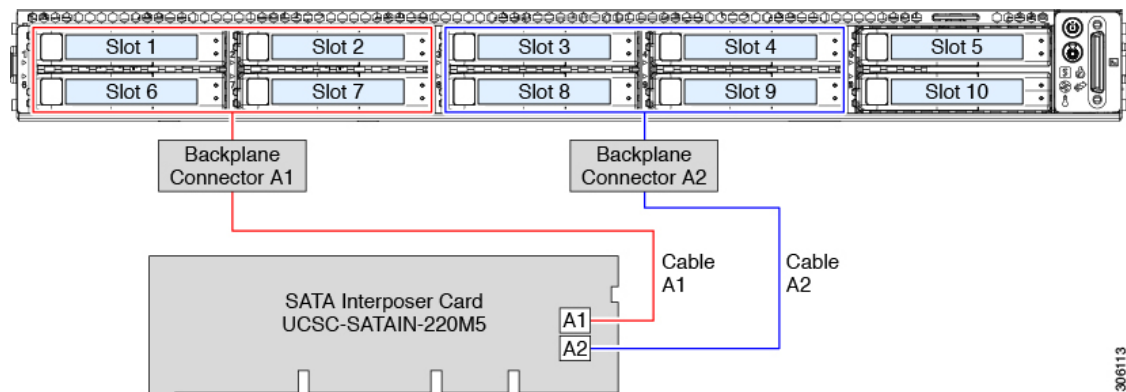 Slot 1 Slot 2 Slot 3 Slot 4 Slot 5
Slot 6 Slot 7 Slot 8 Slot 9 Slot 10
Backplane
Connector A1
Backplane
Connector A2
Cable
A1
Cable
A2
SATA Interposer Card
UCSC-SATAIN-220M5
A1
A2
306113